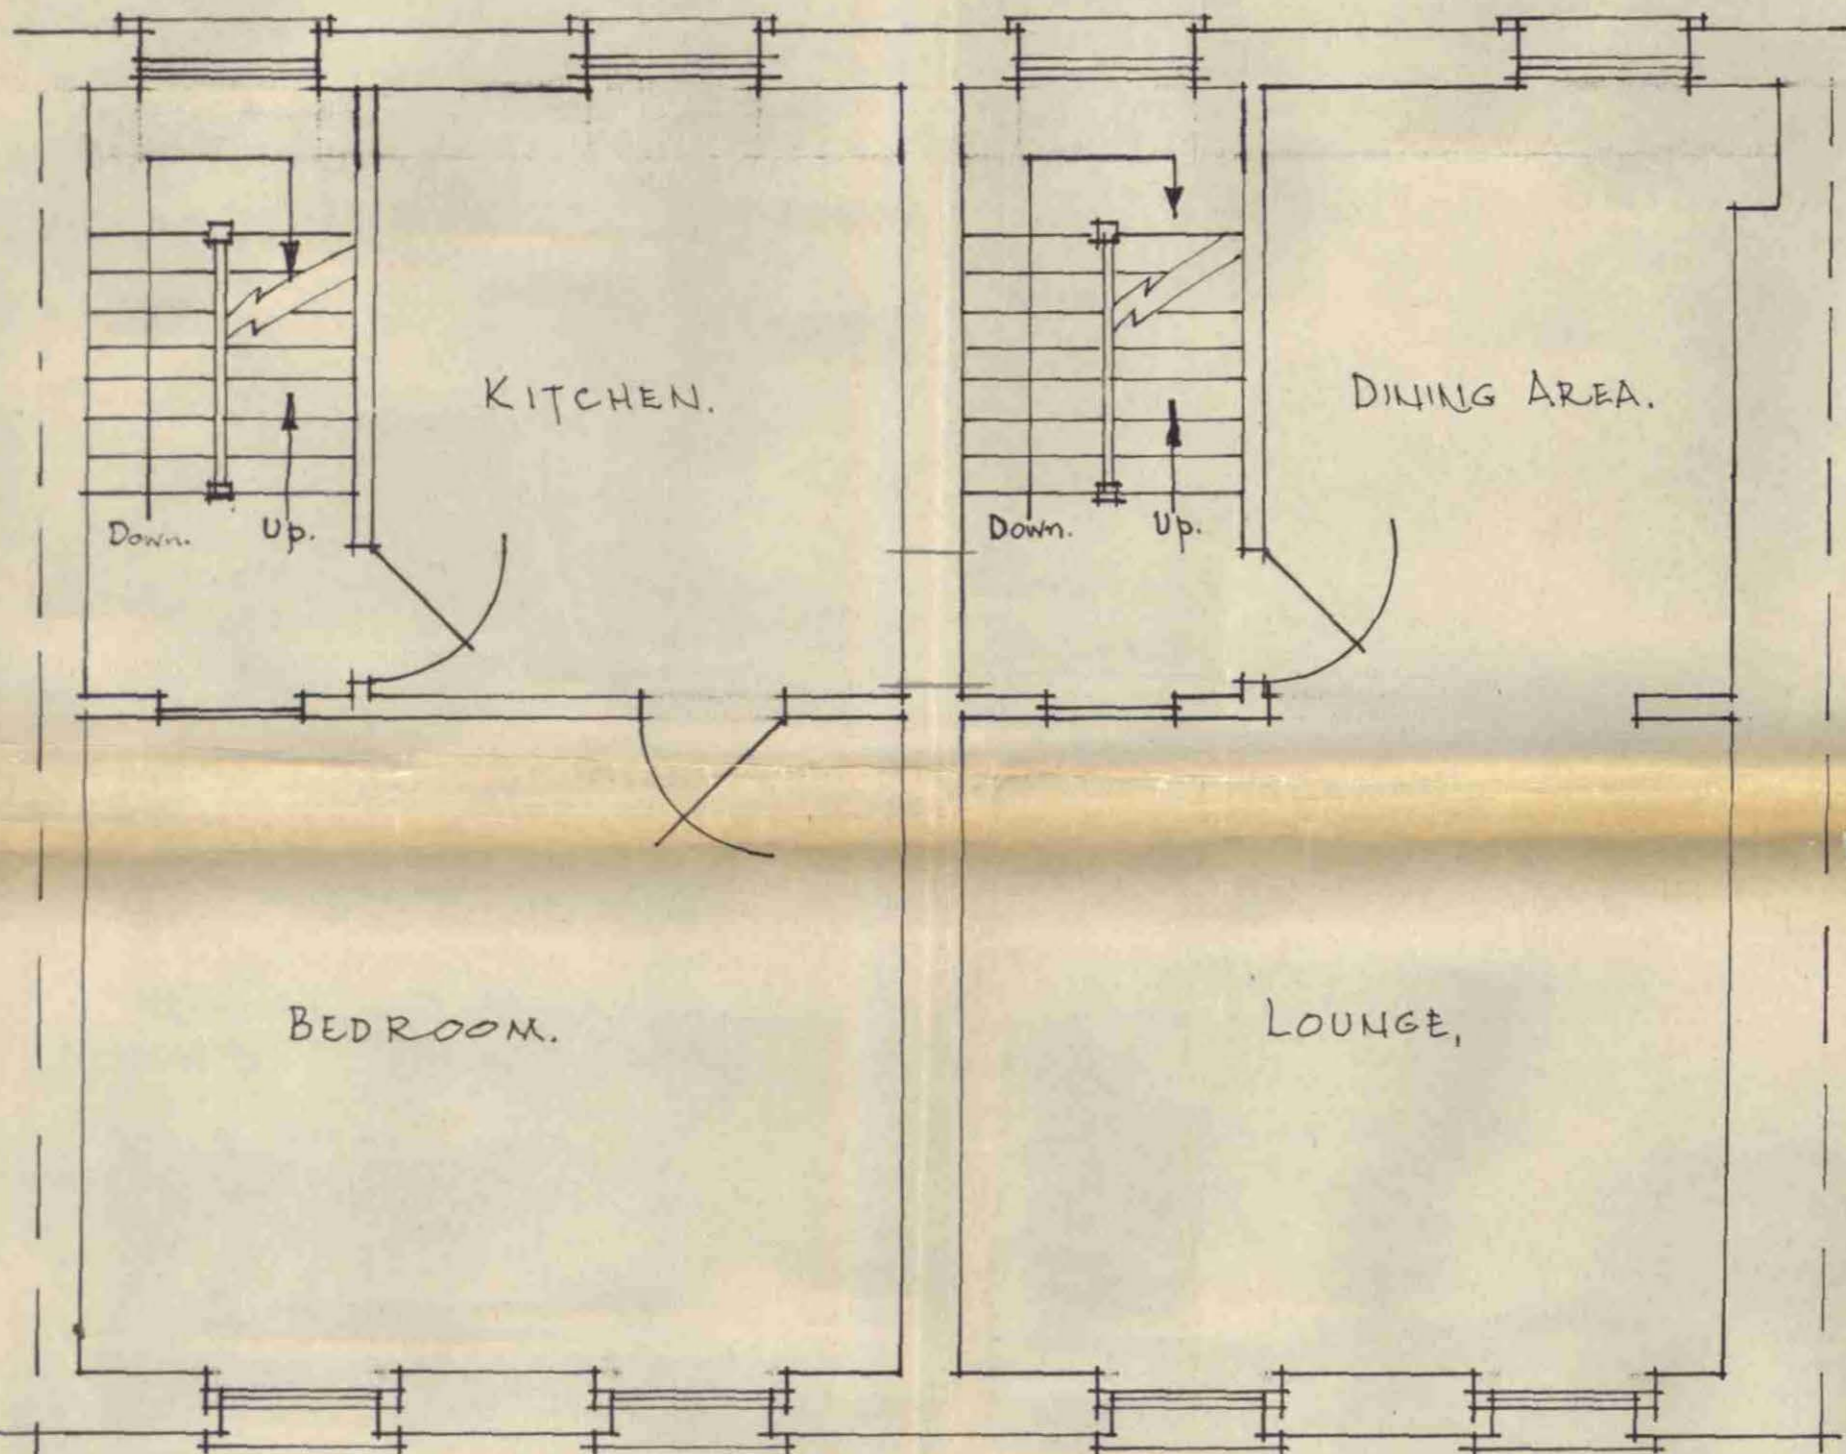 KITCHEN.
DINING AREA.
Down. Up.
Down. Up.
BEDROOM.
LOUNGE,